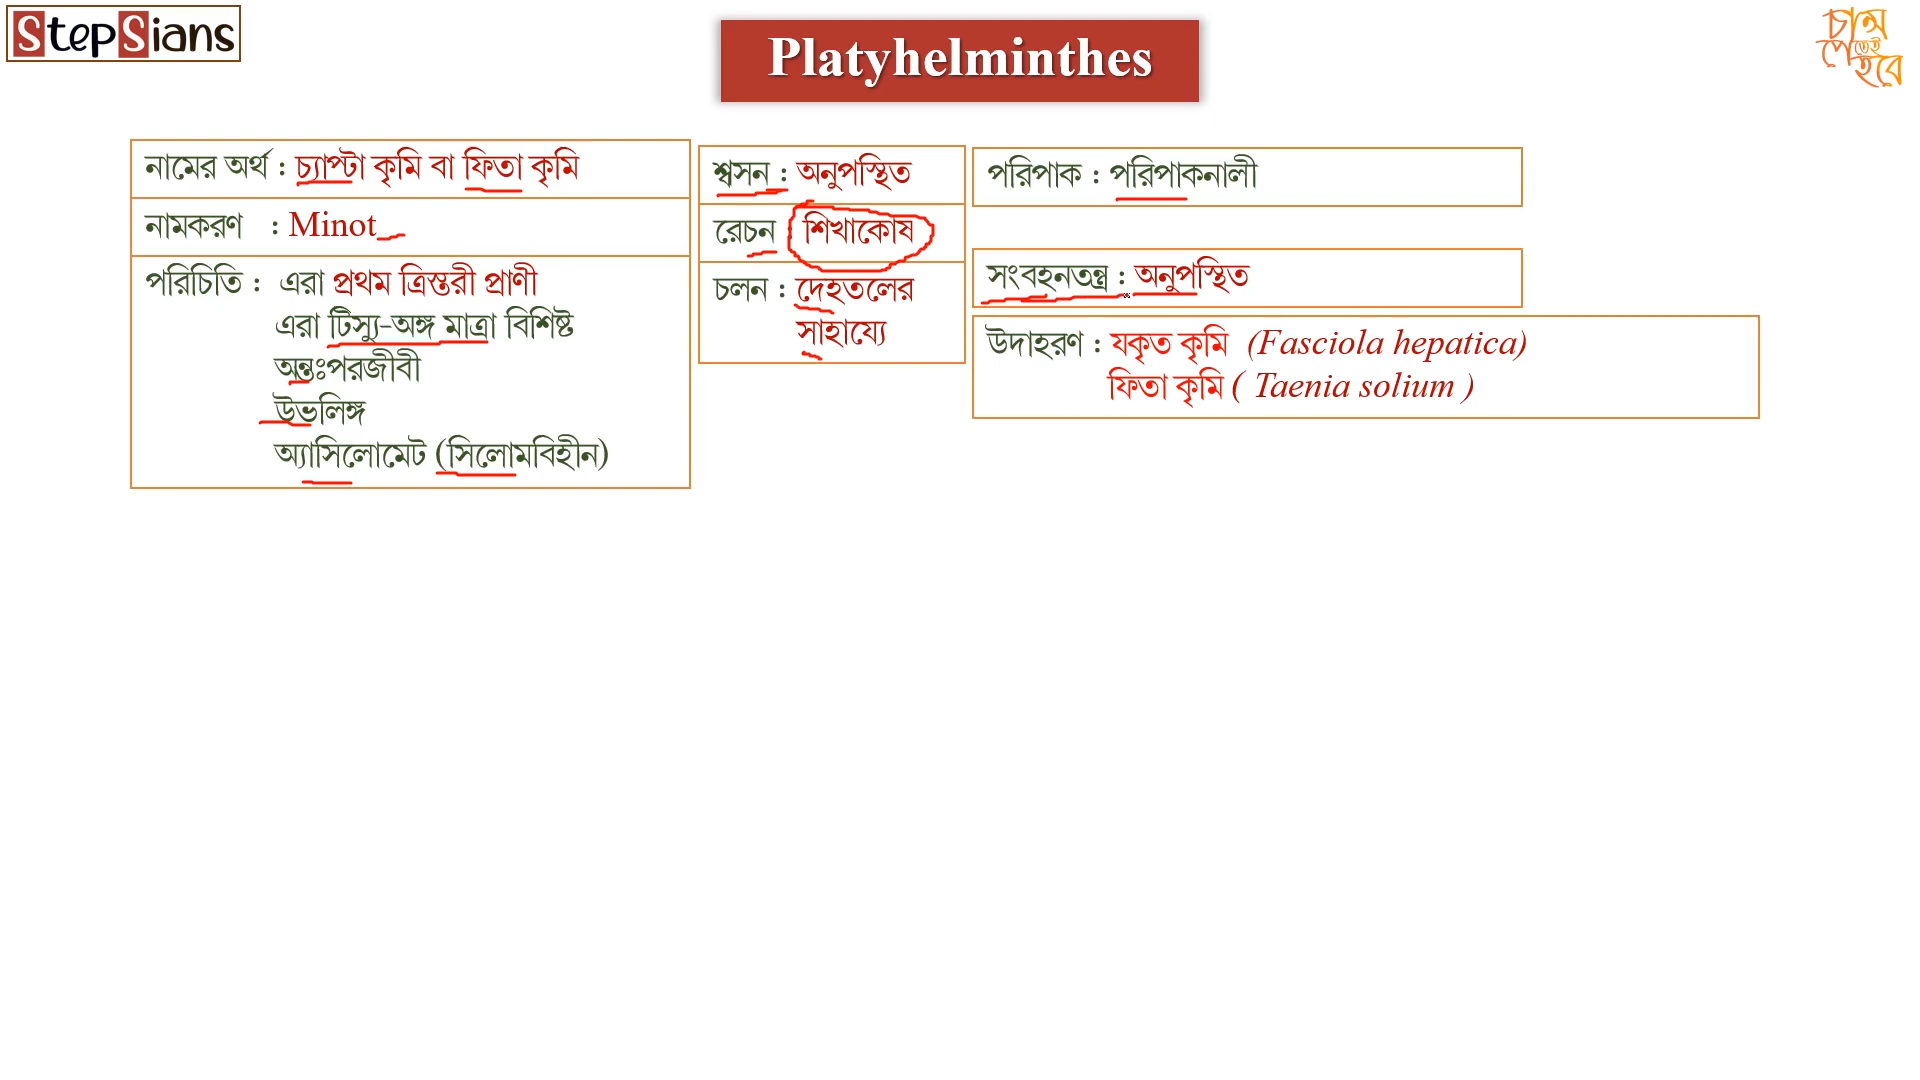 StepSians
Platyhelminthes
চান্স
পেতেই
হবে
নামের অর্থ : চ্যাপ্টা কৃমি বা ফিতা কৃমি
নামকরণ : Minot
পরিচিতি : এরা প্রথম ত্রিস্তরী প্রাণী
এরা টিস্যু-অঙ্গ মাত্রা বিশিষ্ট
অন্তঃপরজীবী
উভলিঙ্গ
অ্যাসিলোমেট (সিলোমবিহীন)
শ্বসন : অনুপস্থিত
রেচন শিখাকোষ
চলন : দেহতলের
সাহায্যে
পরিপাক : পরিপাকনালী
সংবহনতন্ত্র : অনুপস্থিত
উদাহরণ : যকৃত কৃমি (Fasciola hepatica)
ফিতা কৃমি ( Taenia solium )